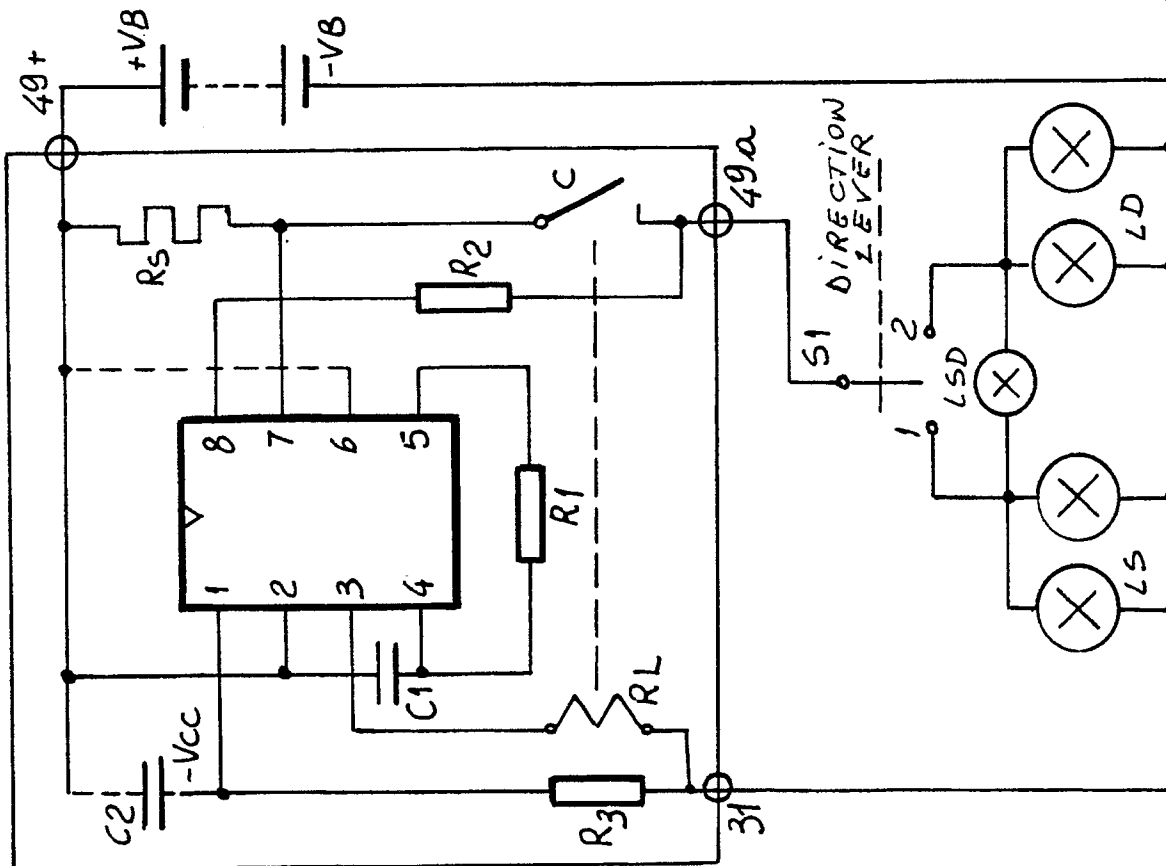 49+
+VB
-VB
Rs
C
49a
R2
DIRECTION
LEVER
8
7
6
5
S1
1
2
LSD
LD
R1
1
2
3
4
C1
RL
LS
C2
-Vcc
R3
31